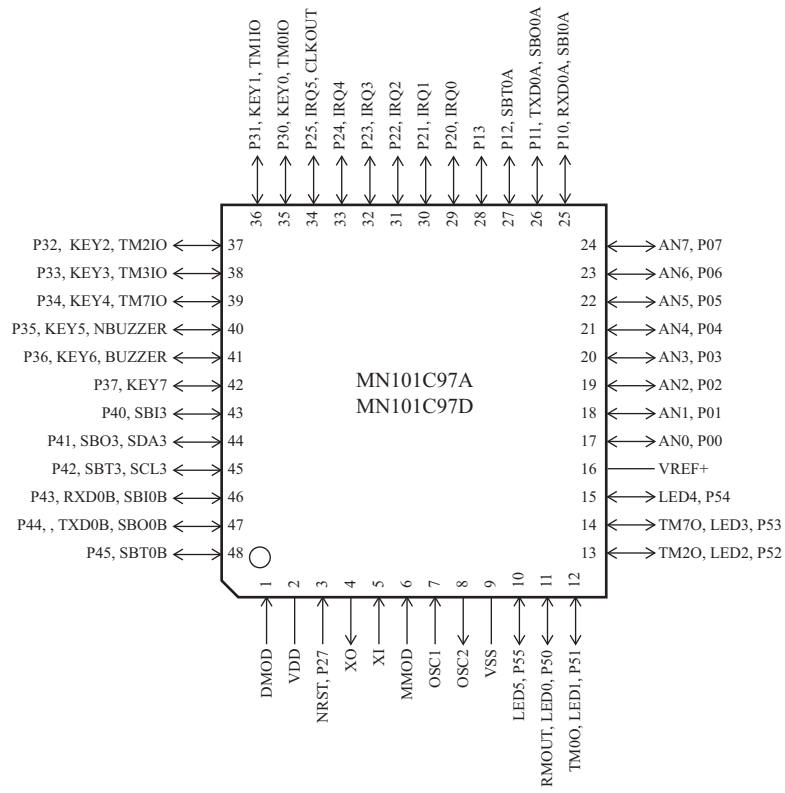 P31, KEY1, TM1IO
P30, KEY0, TM0IO
P25, IRQ5, CLKOUT
P24, IRQ4
P23, IRQ3
P22, IRQ2
P21, IRQ1
P20, IRQ0
P13
P12, SBT0A
P11, TXD0A, SBO0A
P10, RXD0A, SBI0A
36
35
34
33
32
31
30
29
28
27
26
25
P32, KEY2, TM2IO 37
P33, KEY3, TM3IO 38
P34, KEY4, TM7IO 39
P35, KEY5, NBUZZER 40
P36, KEY6, BUZZER 41
P37, KEY7 42
P40, SBI3 43
P41, SBO3, SDA3 44
P42, SBT3, SCL3 45
P43, RXD0B, SBI0B 46
P44, , TXD0B, SBO0B 47
P45, SBT0B 48
MN101C97A
MN101C97D
24 AN7, P07
23 AN6, P06
22 AN5, P05
21 AN4, P04
20 AN3, P03
19 AN2, P02
18 AN1, P01
17 AN0, P00
16 VREF+
15 LED4, P54
14 TM7O, LED3, P53
13 TM2O, LED2, P52
1
2
3
4
5
6
7
8
9
10
11
12
DMOD
VDD
NRST, P27
XO
XI
MMOD
OSC1
OSC2
VSS
LED5, P55
RMOUT, LED0, P50
TM0O, LED1, P51